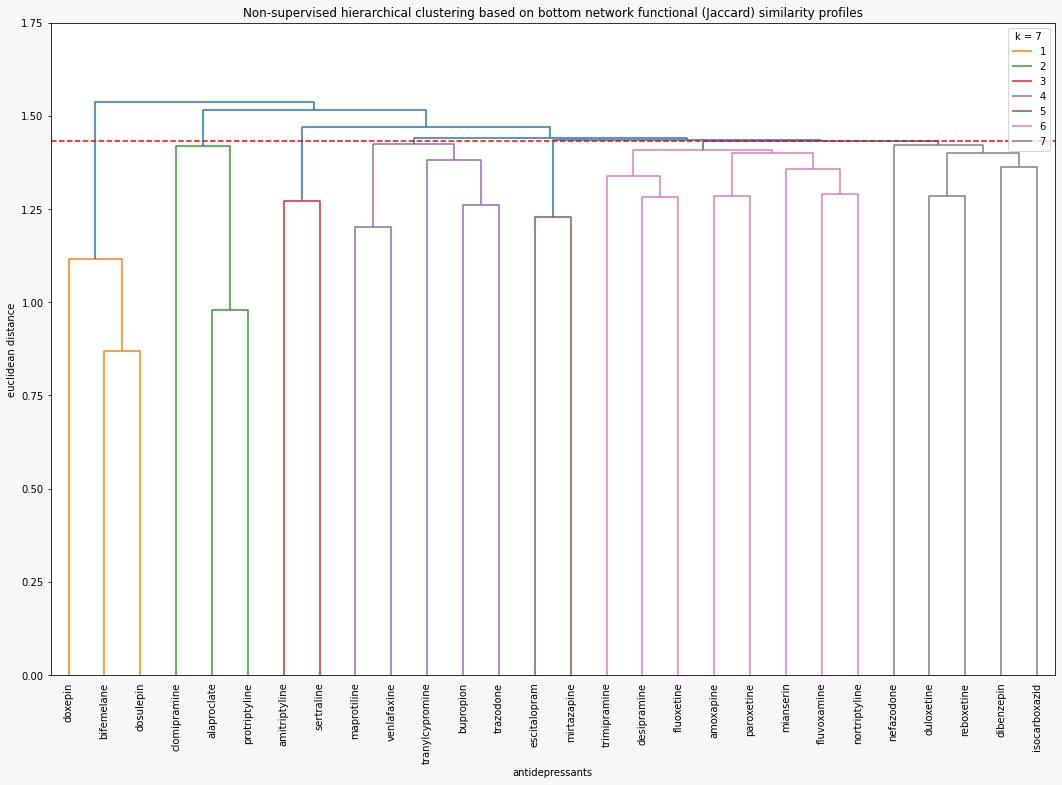 Non-supervised hierarchical clustering based on bottom network functional (Jaccard) similarity profiles
k = 7
1
2
3
4
5
6
7
1.75
1.50
1.25
1.00
0.75
0.50
0.25
0.00
euclidean distance
doxepin
bifemelane
dosulepin
clomipramine
alaproclate
protriptyline
amitriptyline
sertraline
maprotiline
venlafaxine
tranylcypromine
bupropion
trazodone
escitalopram
mirtazapine
trimipramine
desipramine
fluoxetine
amoxapine
paroxetine
mianserin
fluvoxamine
nortriptyline
nefazodone
duloxetine
reboxetine
dibenzepin
isocarboxazid
antidepressants